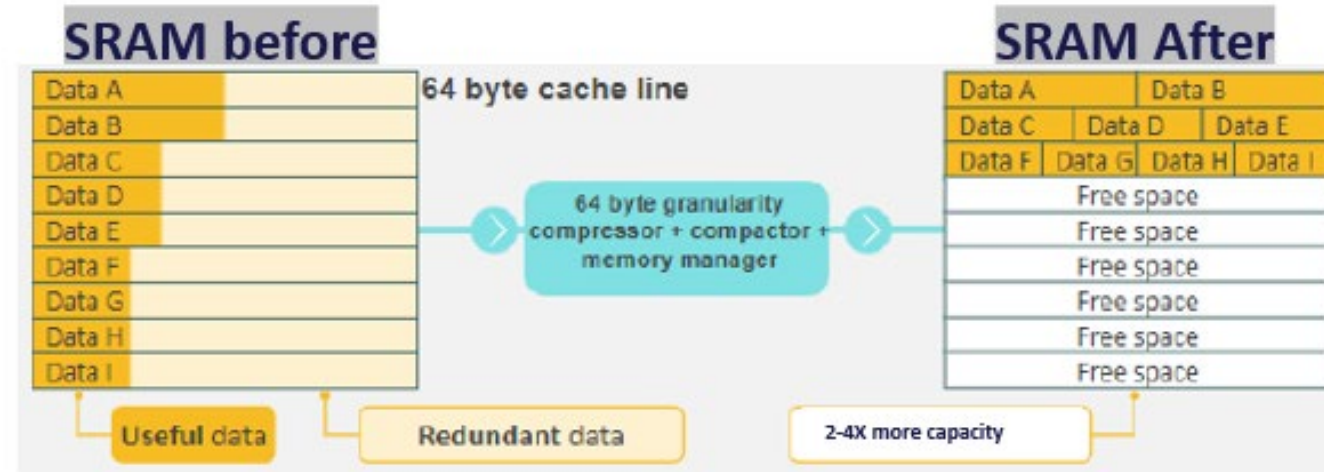 SRAM before
SRAM After
Data A
Data B
Data C
Data D
Data E
Data F
Data G
Data H
Data I
64 byte cache line
64 byte granularity
compressor + compactor +
memory manager
Data A Data B
Data C Data D Data E
Data F Data G Data H Data I
Free space
Free space
Free space
Free space
Free space
Free space
Useful data
Redundant data
2-4X more capacity